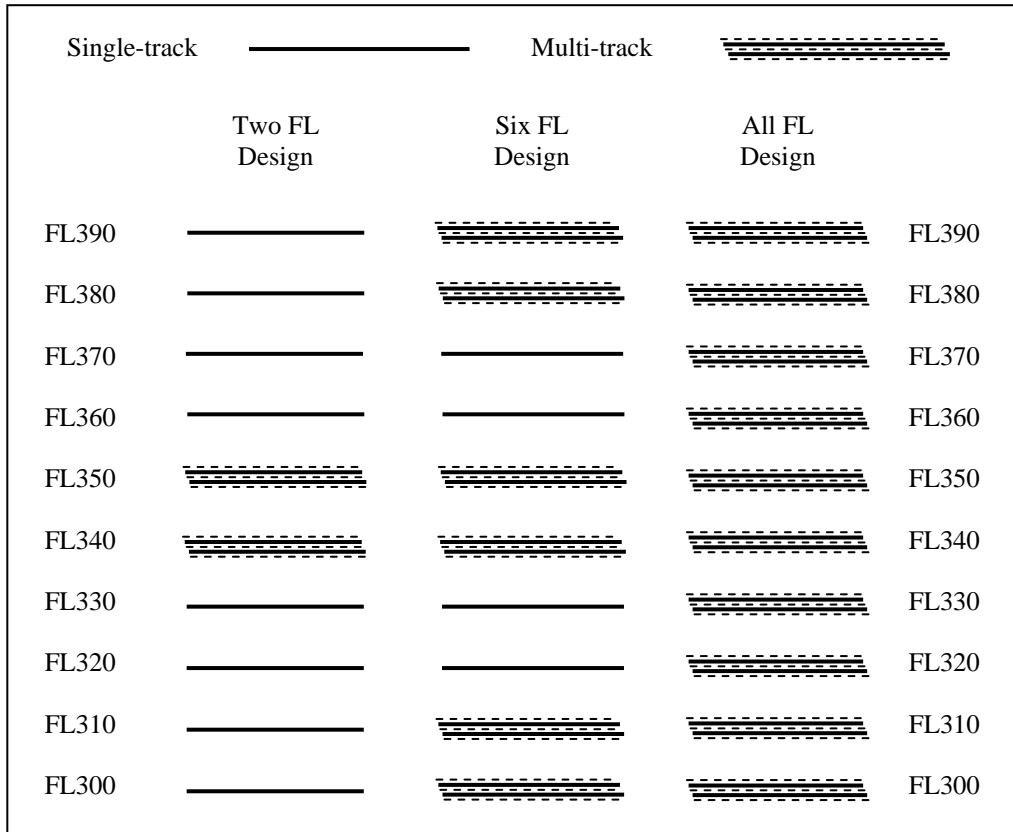 Single-track Multi-track
Two FL Six FL All FL
Design Design Design
FL390 FL390
FL380 FL380
FL370 FL370
FL360 FL360
FL350 FL350
FL340 FL340
FL330 FL330
FL320 FL320
FL310 FL310
FL300 FL300